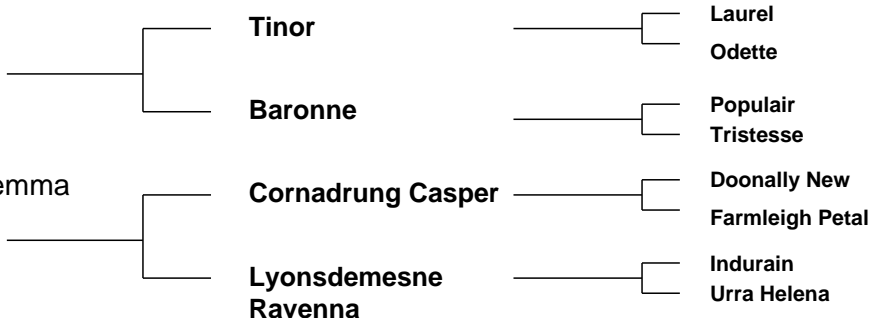 Tinor
Laurel
Odette
Baronne
Populair
Tristesse
emma
Cornadrung Casper
Doonally New
Farmleigh Petal
Lyonsdemesne
Ravenna
Indurain
Urra Helena